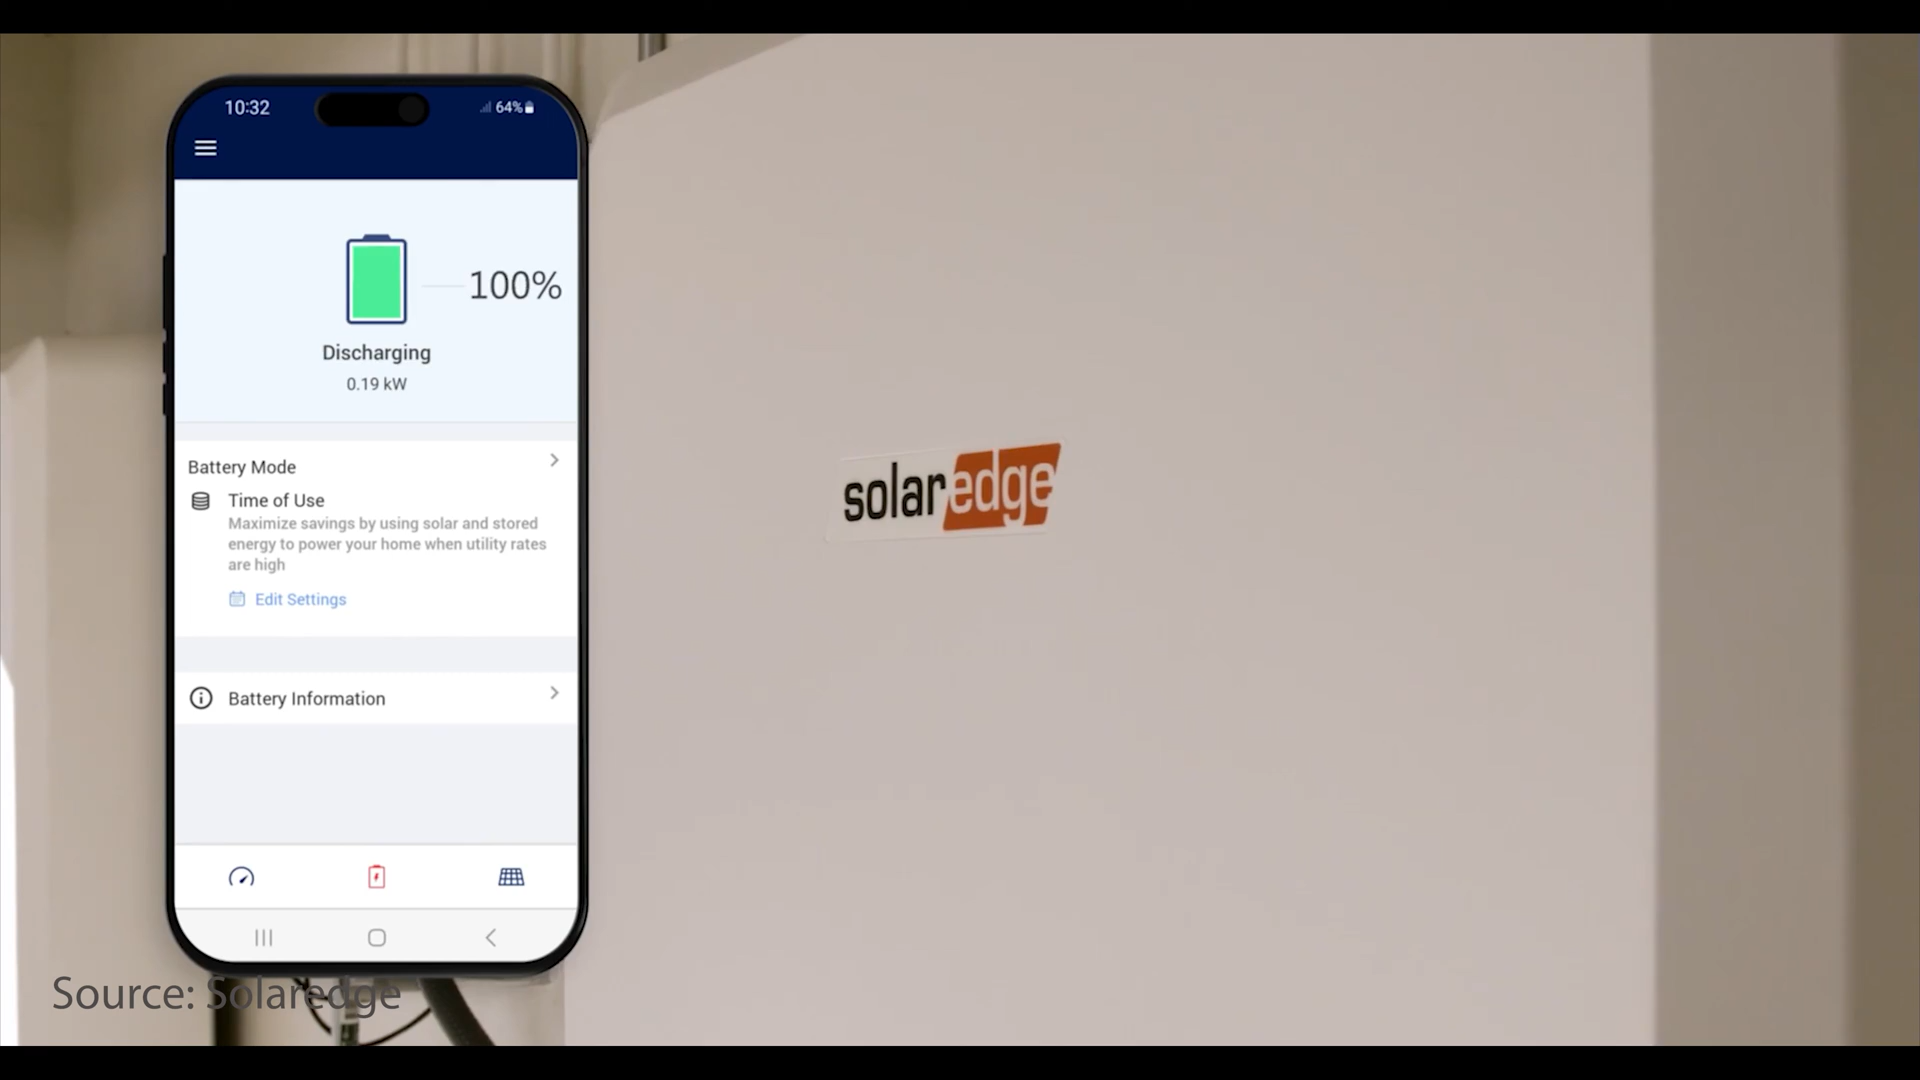 10:32
64%
100%
Discharging
0.19 kW
Battery Mode
Time of Use
Maximize savings by using solar and stored
energy to power your home when utility rates
are high
Edit Settings
Battery Information
solaredge
Source: Solaredge